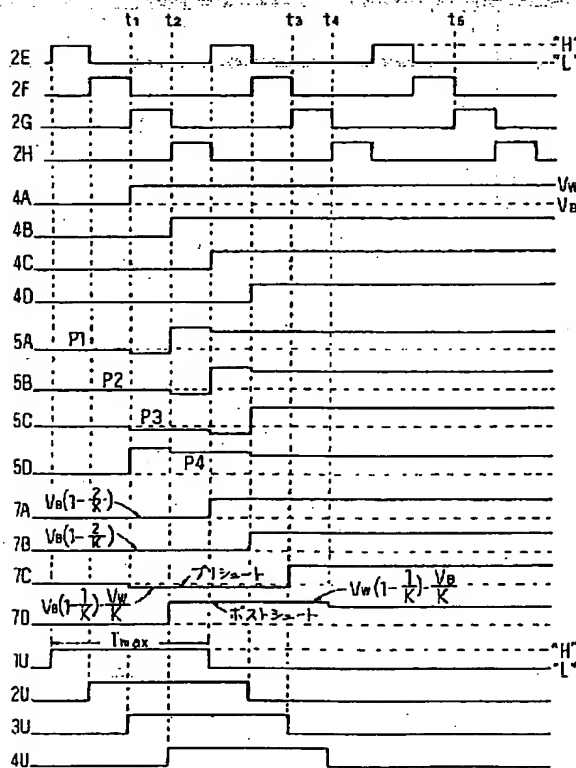 t₁ t₂ t₃ t₄ t₅
2E "H"
"L"
2F
2G
2H
4A Vw
VB
4B
4C
4D
5A P1
5B P2
5C P3
5D P4
7A VB(1-2/K)
7B VB(1-2/K)
7C プリシュート
VB(1-1/K)-Vw/K Vw(1-1/K)-VB/K
7D ポストシュート
Tmax
1U "H"
"L"
2U
3U
4U